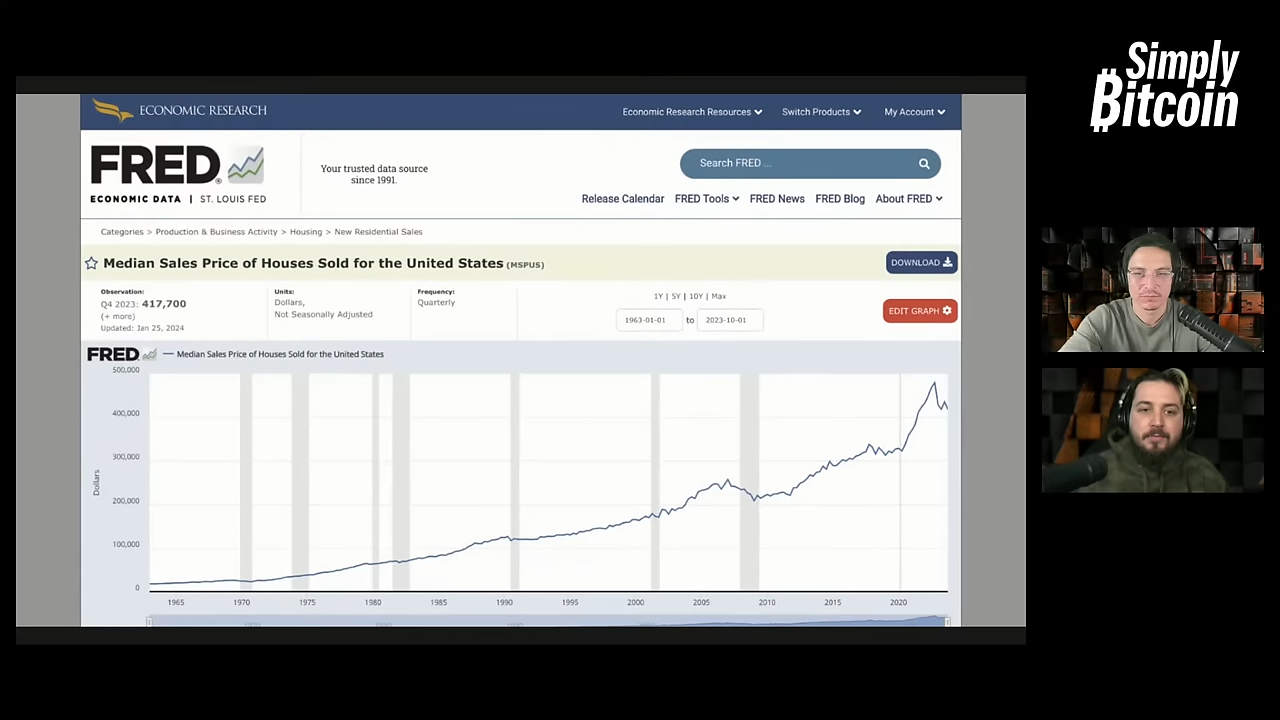 Simply
Bitcoin
ECONOMIC RESEARCH
Economic Research Resources
Switch Products
My Account
FRED
ECONOMIC DATA | ST. LOUIS FED
Your trusted data source
since 1991.
Search FRED ...
Release Calendar
FRED Tools
FRED News
FRED Blog
About FRED
Categories > Production & Business Activity > Housing > New Residential Sales
Median Sales Price of Houses Sold for the United States (MSPUS)
DOWNLOAD
Observation:
Q4 2023: 417,700
(+ more)
Updated: Jan 25, 2024
Units:
Dollars,
Not Seasonally Adjusted
Frequency:
Quarterly
1Y | 5Y | 10Y | Max
1963-01-01 to 2023-10-01
EDIT GRAPH
FRED — Median Sales Price of Houses Sold for the United States
500,000
400,000
300,000
200,000
100,000
0
Dollars
1965 1970 1975 1980 1985 1990 1995 2000 2005 2010 2015 2020